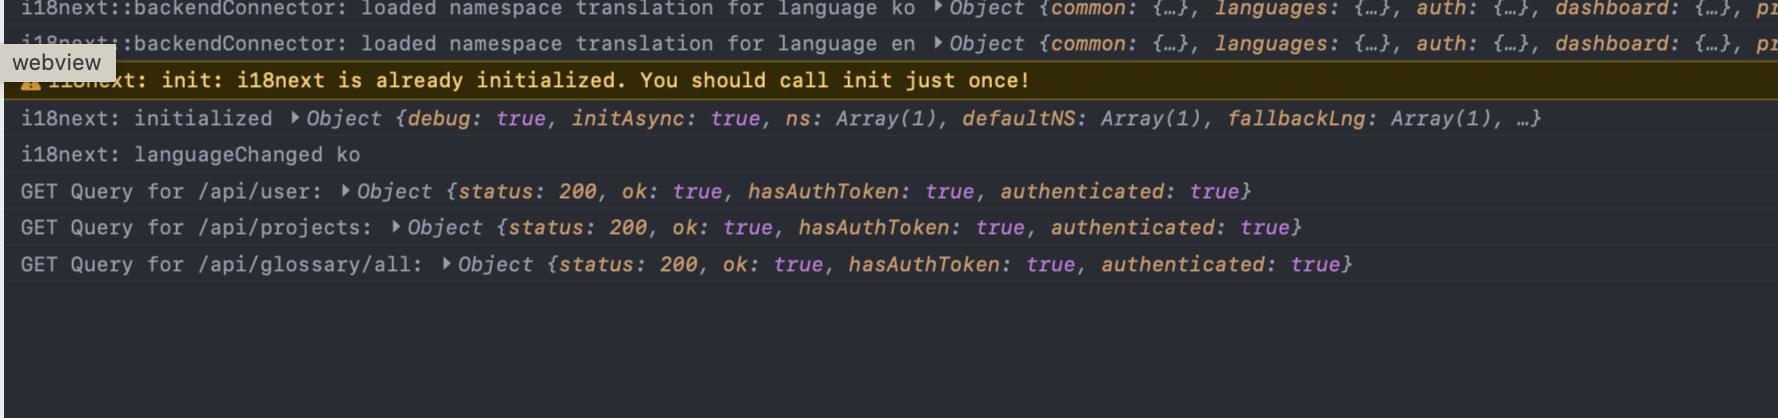 i18next::backendConnector: loaded namespace translation for language ko ▶Object {common: {…}, languages: {…}, auth: {…}, dashboard: {…}, pr
i18next::backendConnector: loaded namespace translation for language en ▶Object {common: {…}, languages: {…}, auth: {…}, dashboard: {…}, pr
webview
i18next: init: i18next is already initialized. You should call init just once!
i18next: initialized ▶Object {debug: true, initAsync: true, ns: Array(1), defaultNS: Array(1), fallbackLng: Array(1), …}
i18next: languageChanged ko
GET Query for /api/user: ▶Object {status: 200, ok: true, hasAuthToken: true, authenticated: true}
GET Query for /api/projects: ▶Object {status: 200, ok: true, hasAuthToken: true, authenticated: true}
GET Query for /api/glossary/all: ▶Object {status: 200, ok: true, hasAuthToken: true, authenticated: true}